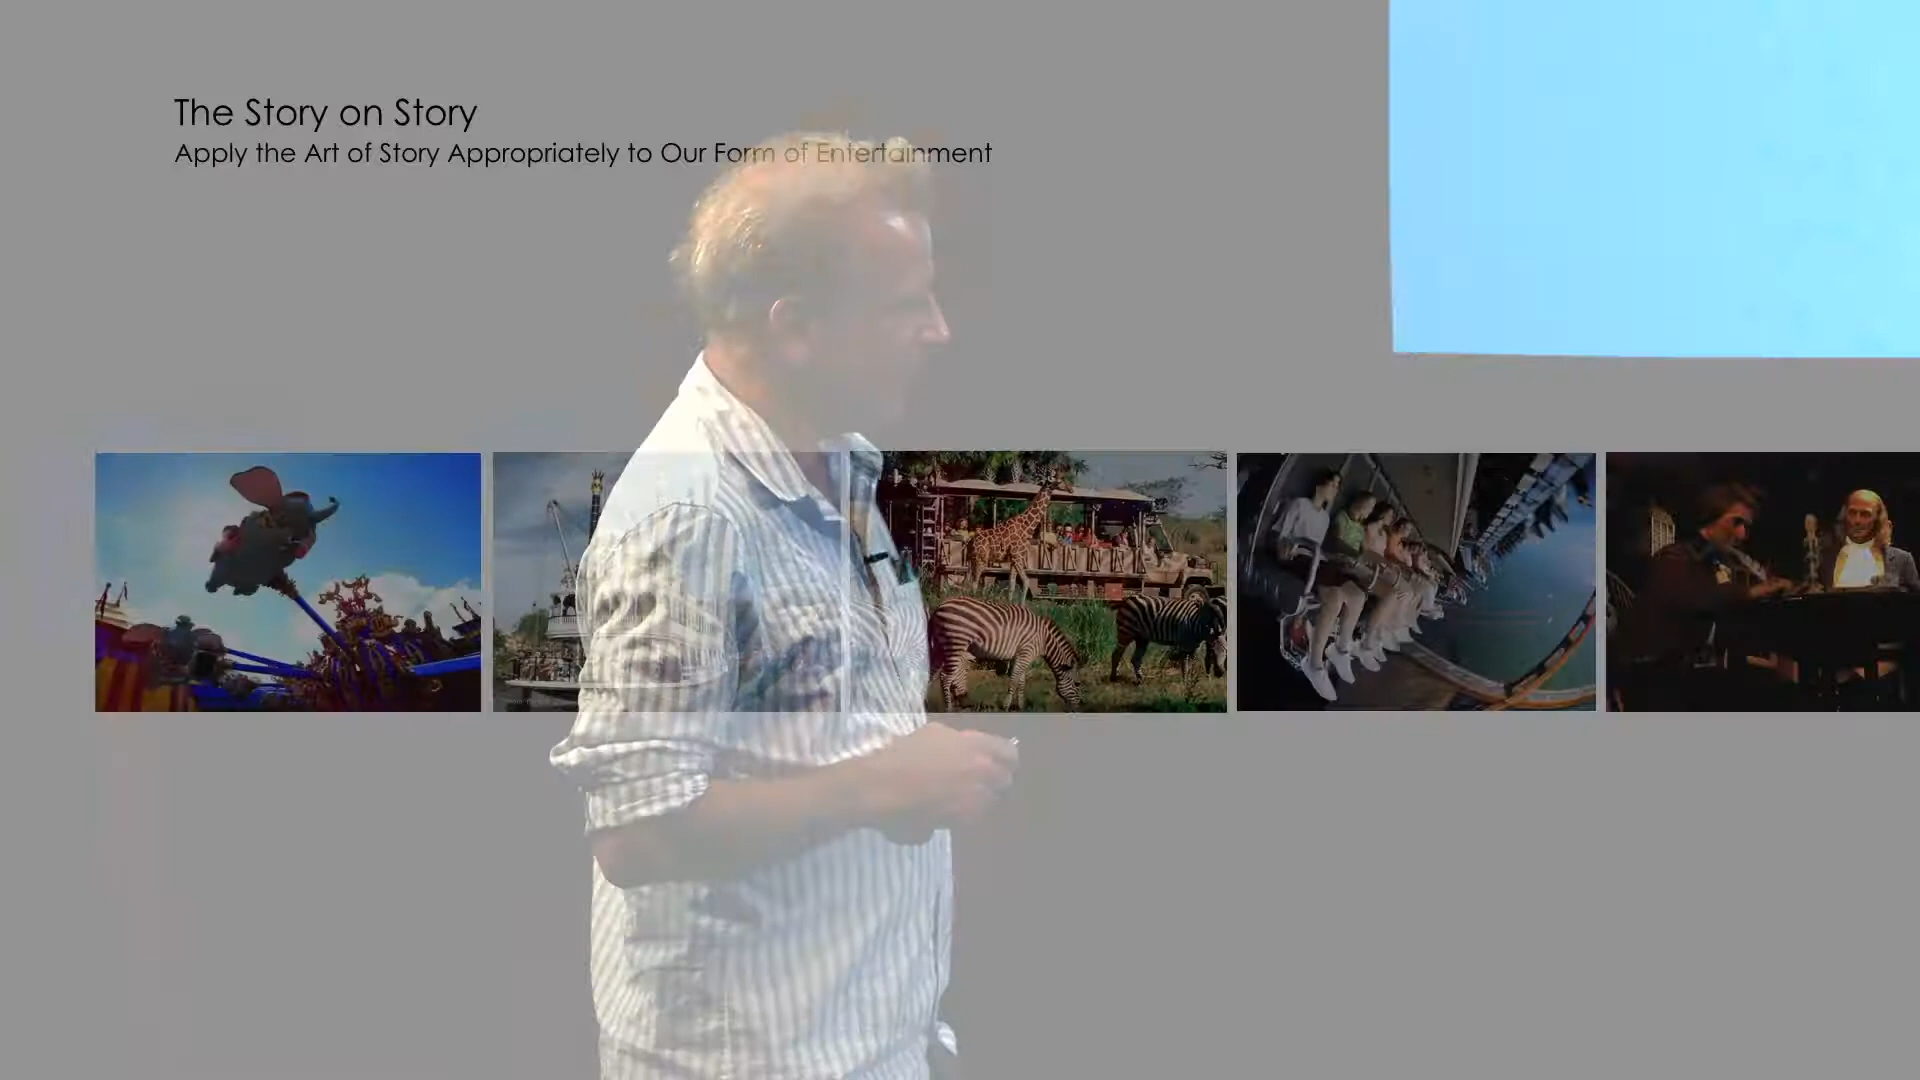 The Story on Story
Apply the Art of Story Appropriately to Our Form of Entertainment